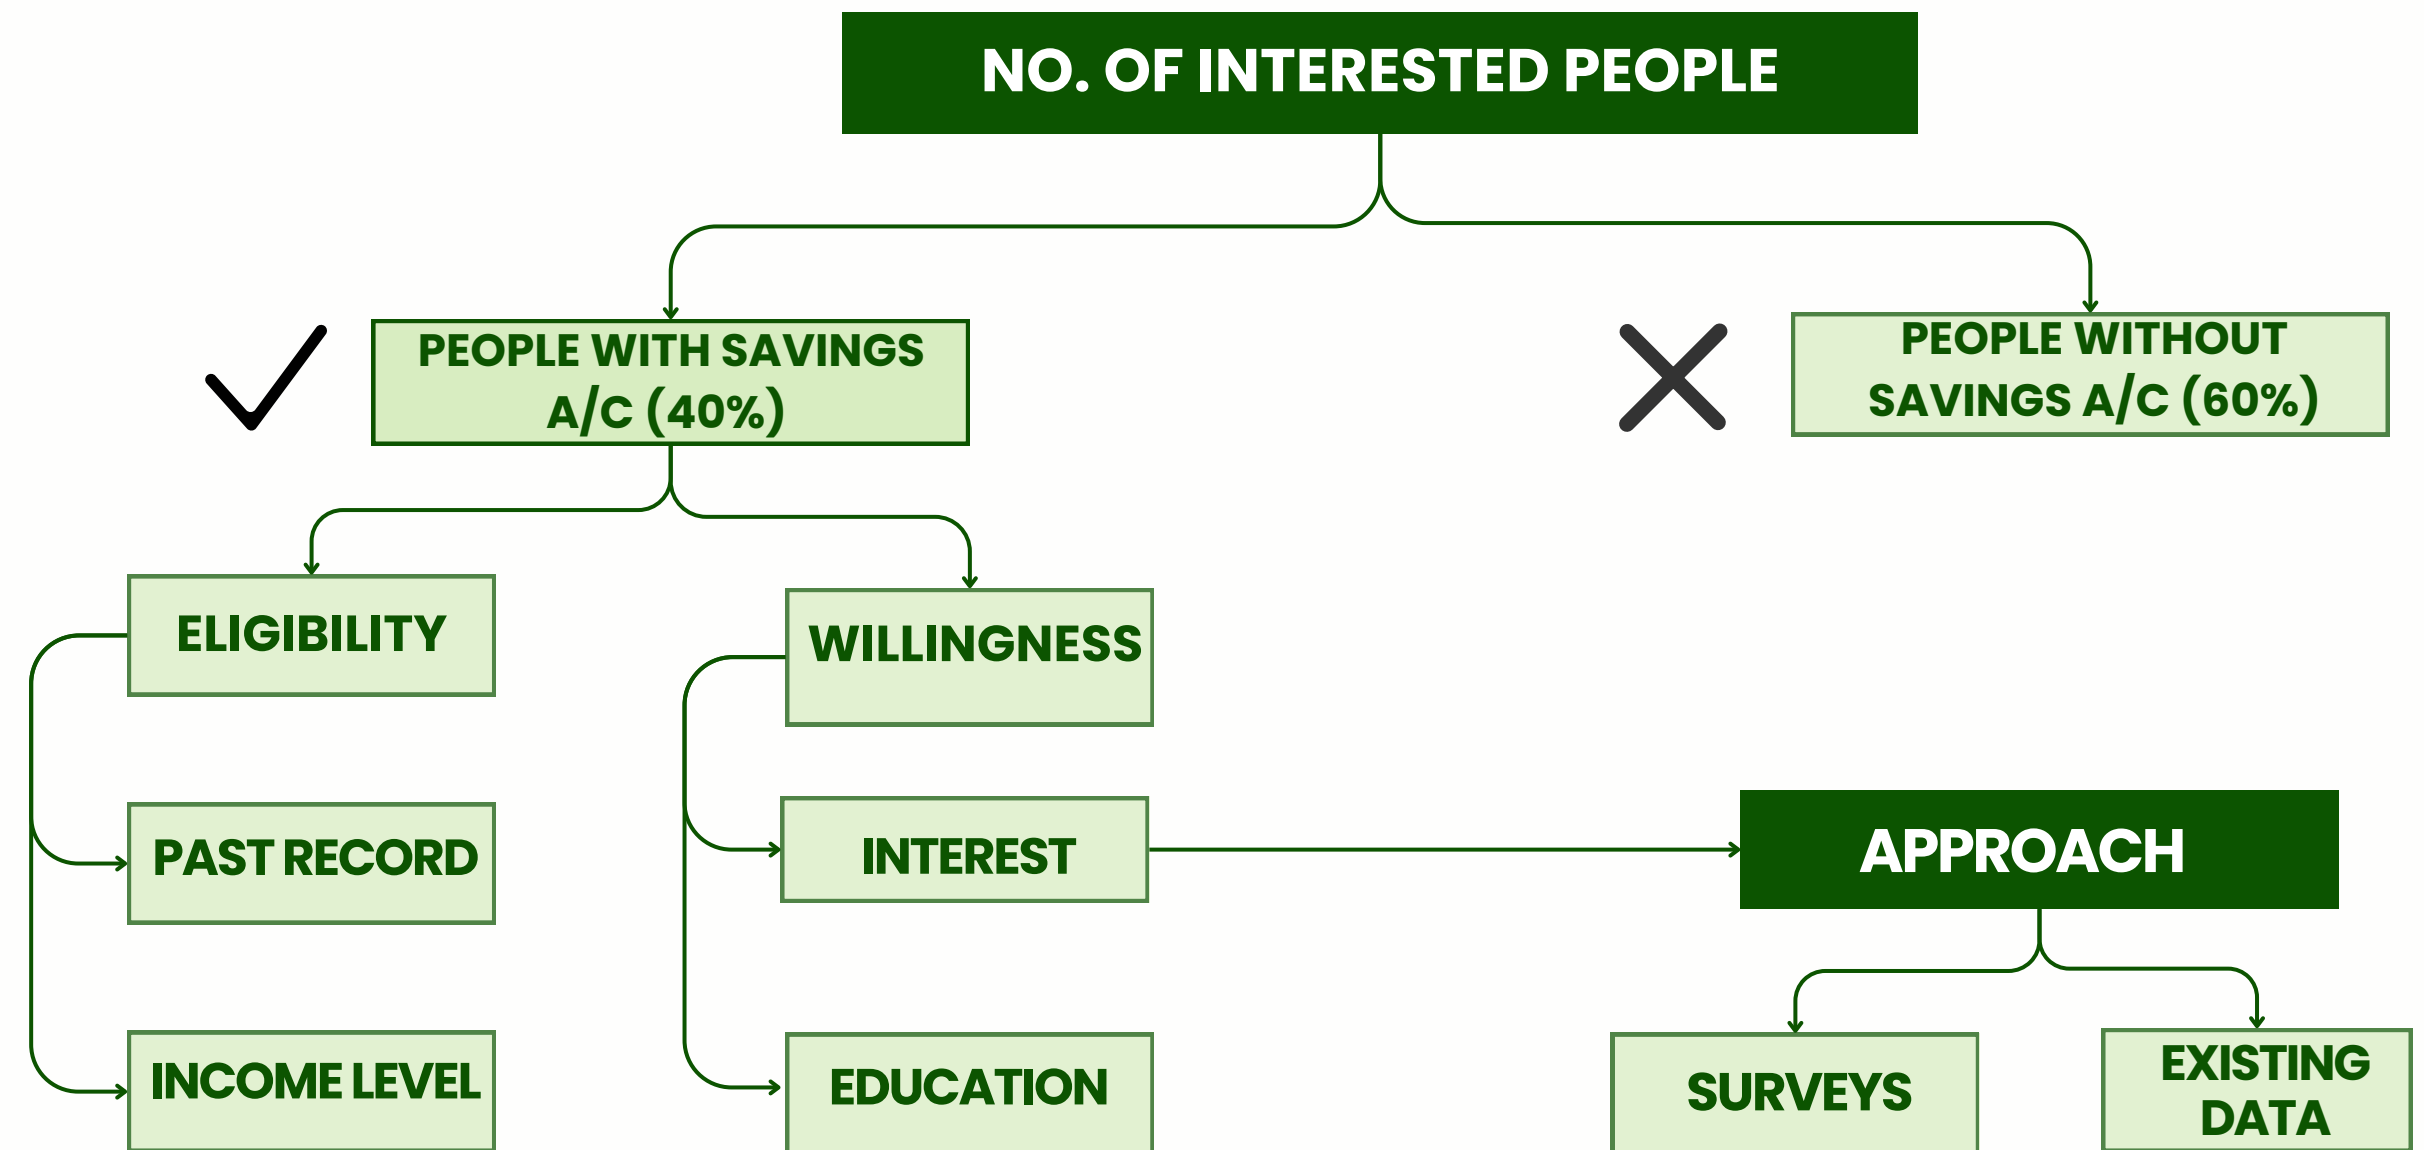 NO. OF INTERESTED PEOPLE
PEOPLE WITH SAVINGS
A/C (40%)
PEOPLE WITHOUT
SAVINGS A/C (60%)
ELIGIBILITY
WILLINGNESS
PAST RECORD
INTEREST
APPROACH
INCOME LEVEL
EDUCATION
SURVEYS
EXISTING
DATA